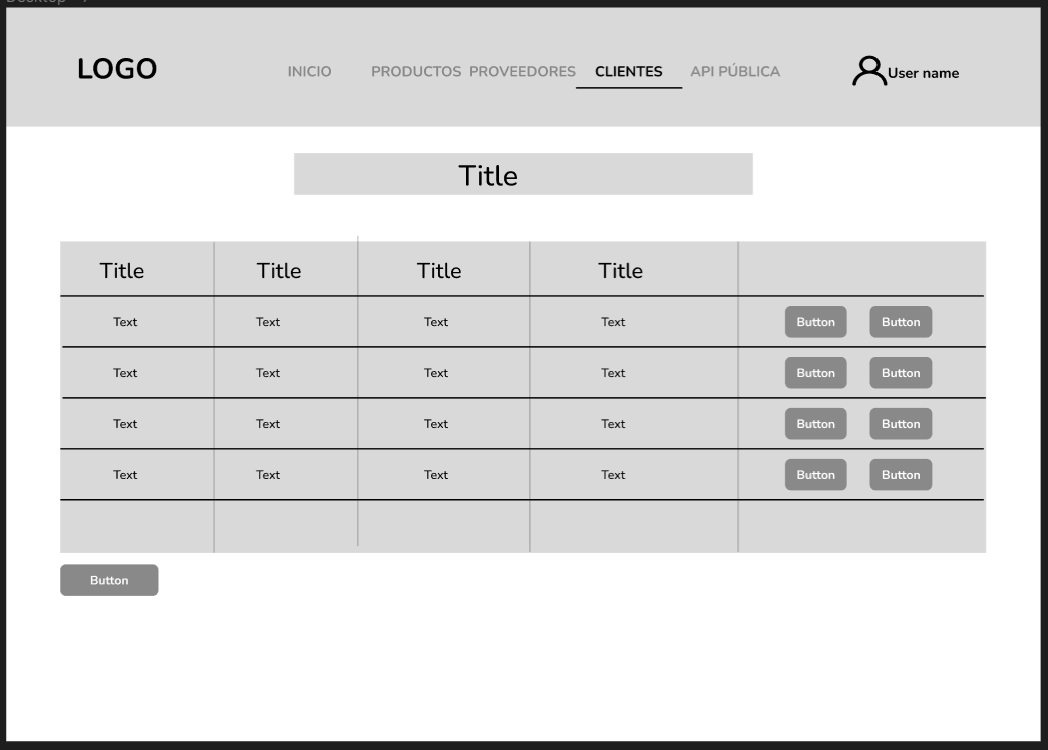 LOGO INICIO PRODUCTOS PROVEEDORES CLIENTES API PÚBLICA User name
Title
Title Title Title Title
Text Text Text Text Button Button
Text Text Text Text Button Button
Text Text Text Text Button Button
Text Text Text Text Button Button
Button